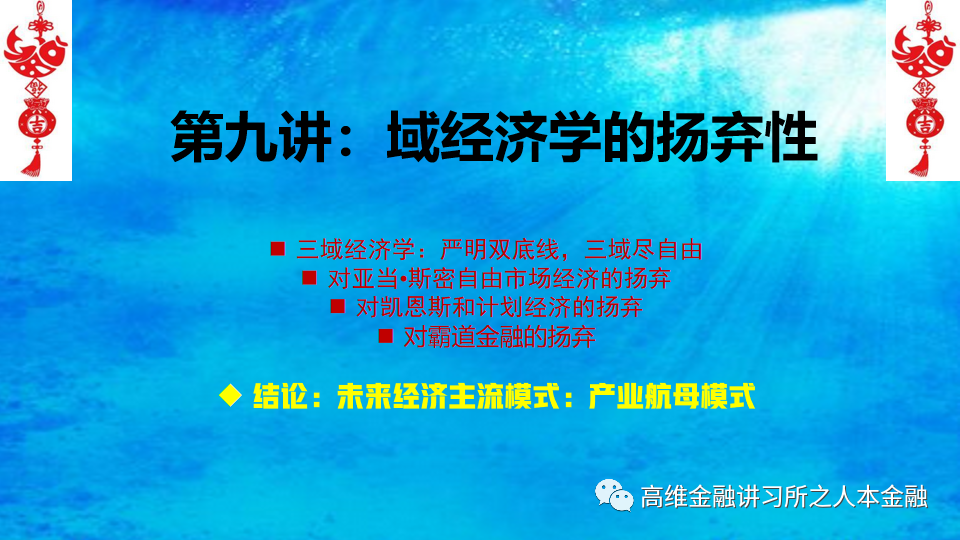 第九讲：域经济学的扬弃性
■ 三域经济学：严明双底线，三域尽自由
■ 对亚当•斯密自由市场经济的扬弃
■ 对凯恩斯和计划经济的扬弃
■ 对霸道金融的扬弃
◆ 结论：未来经济主流模式：产业航母模式
高维金融讲习所之人本金融
吉
吉